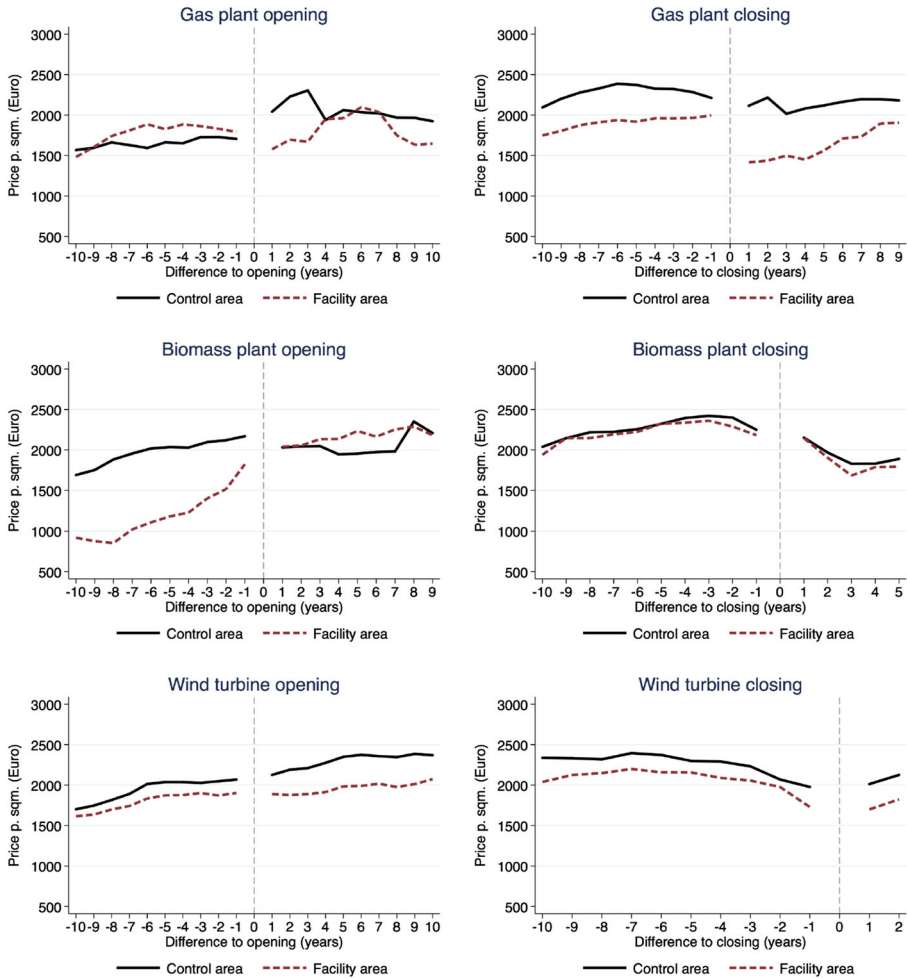 Gas plant opening
Price p. sqm. (Euro)
3000
2500
2000
1500
1000
500
-10 -9 -8 -7 -6 -5 -4 -3 -2 -1 0 1 2 3 4 5 6 7 8 9 10
Difference to opening (years)
Control area Facility area
Gas plant closing
Price p. sqm. (Euro)
3000
2500
2000
1500
1000
500
-10 -9 -8 -7 -6 -5 -4 -3 -2 -1 0 1 2 3 4 5 6 7 8 9
Difference to closing (years)
Control area Facility area
Biomass plant opening
Price p. sqm. (Euro)
3000
2500
2000
1500
1000
500
-10 -9 -8 -7 -6 -5 -4 -3 -2 -1 0 1 2 3 4 5 6 7 8 9
Difference to opening (years)
Control area Facility area
Biomass plant closing
Price p. sqm. (Euro)
3000
2500
2000
1500
1000
500
-10 -9 -8 -7 -6 -5 -4 -3 -2 -1 0 1 2 3 4 5
Difference to closing (years)
Control area Facility area
Wind turbine opening
Price p. sqm. (Euro)
3000
2500
2000
1500
1000
500
-10 -9 -8 -7 -6 -5 -4 -3 -2 -1 0 1 2 3 4 5 6 7 8 9 10
Difference to opening (years)
Control area Facility area
Wind turbine closing
Price p. sqm. (Euro)
3000
2500
2000
1500
1000
500
-10 -9 -8 -7 -6 -5 -4 -3 -2 -1 0 1 2
Difference to closing (years)
Control area Facility area